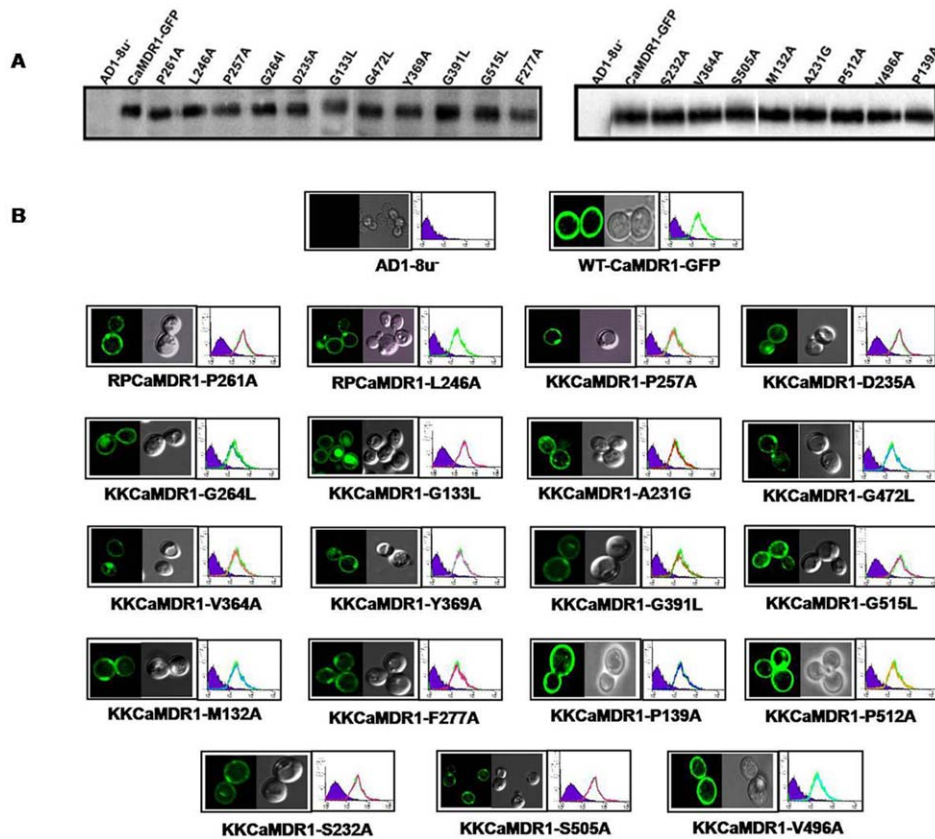 A
AD1-8u⁻ CaMDR1-GFP P261A L246A P257A G264I D235A G133L G472L Y369A G391L G515L F277A
AD1-8u⁻ CaMDR1-GFP S232A V364A S505A M132A A231G P512A V496A P139A
B
AD1-8u⁻ WT-CaMDR1-GFP
RPCaMDR1-P261A RPCaMDR1-L246A KKCaMDR1-P257A KKCaMDR1-D235A
KKCaMDR1-G264L KKCaMDR1-G133L KKCaMDR1-A231G KKCaMDR1-G472L
KKCaMDR1-V364A KKCaMDR1-Y369A KKCaMDR1-G391L KKCaMDR1-G515L
KKCaMDR1-M132A KKCaMDR1-F277A KKCaMDR1-P139A KKCaMDR1-P512A
KKCaMDR1-S232A KKCaMDR1-S505A KKCaMDR1-V496A